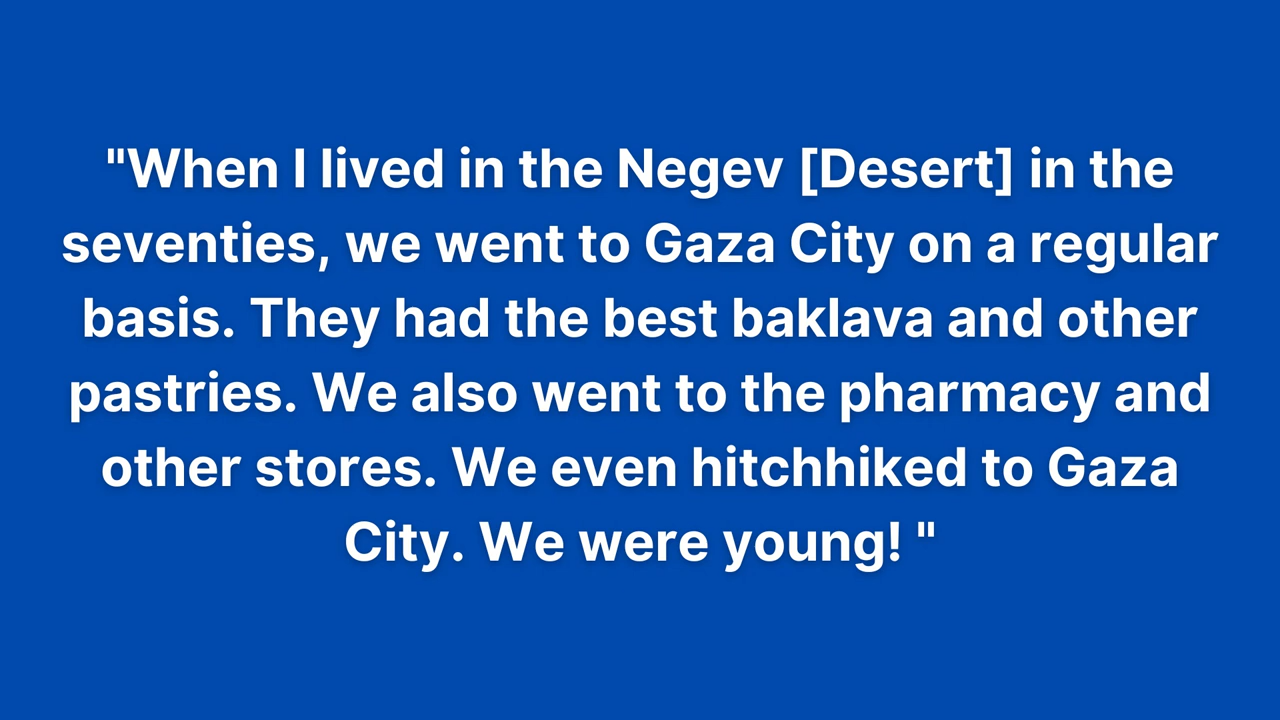 "When I lived in the Negev [Desert] in the
seventies, we went to Gaza City on a regular
basis. They had the best baklava and other
pastries. We also went to the pharmacy and
other stores. We even hitchhiked to Gaza
City. We were young! "